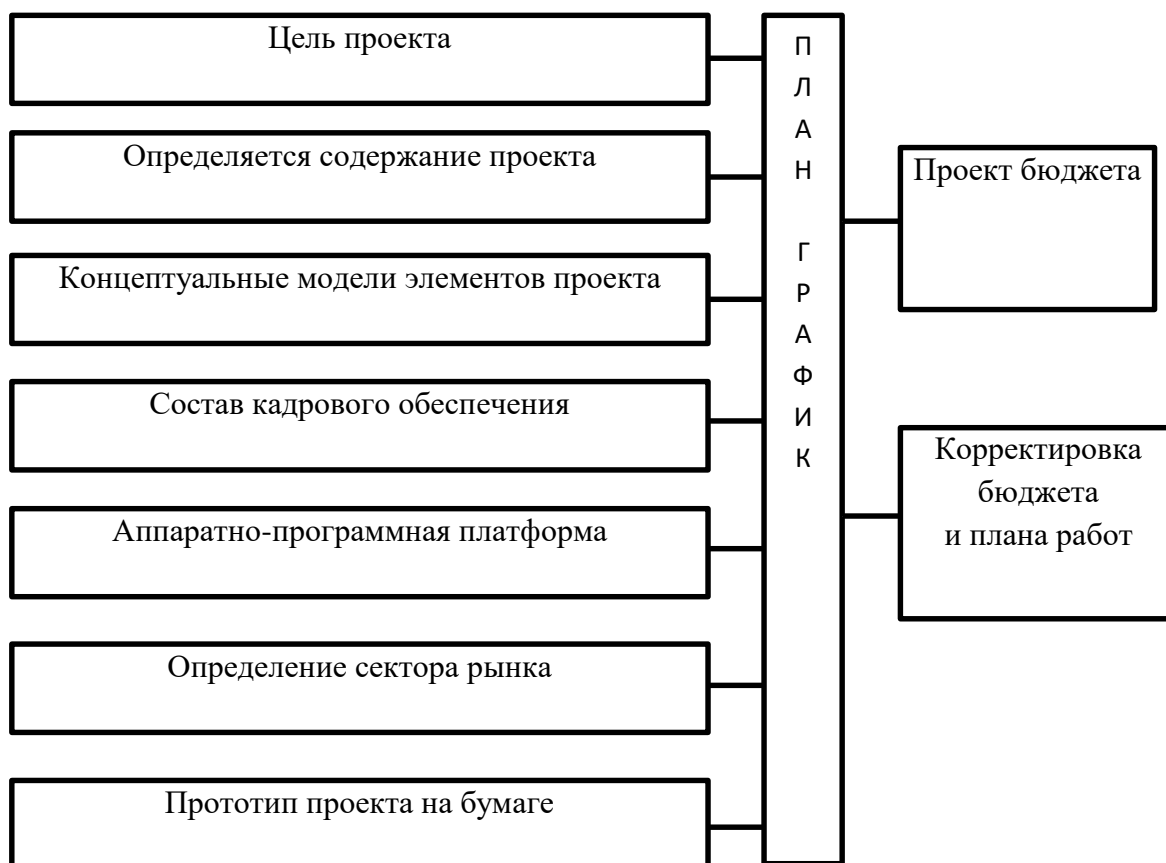 Цель проекта
Определяется содержание проекта
Концептуальные модели элементов проекта
Состав кадрового обеспечения
Аппаратно-программная платформа
Определение сектора рынка
Прототип проекта на бумаге
П
Л
А
Н
Г
Р
А
Ф
И
К
Проект бюджета
Корректировка
бюджета
и плана работ